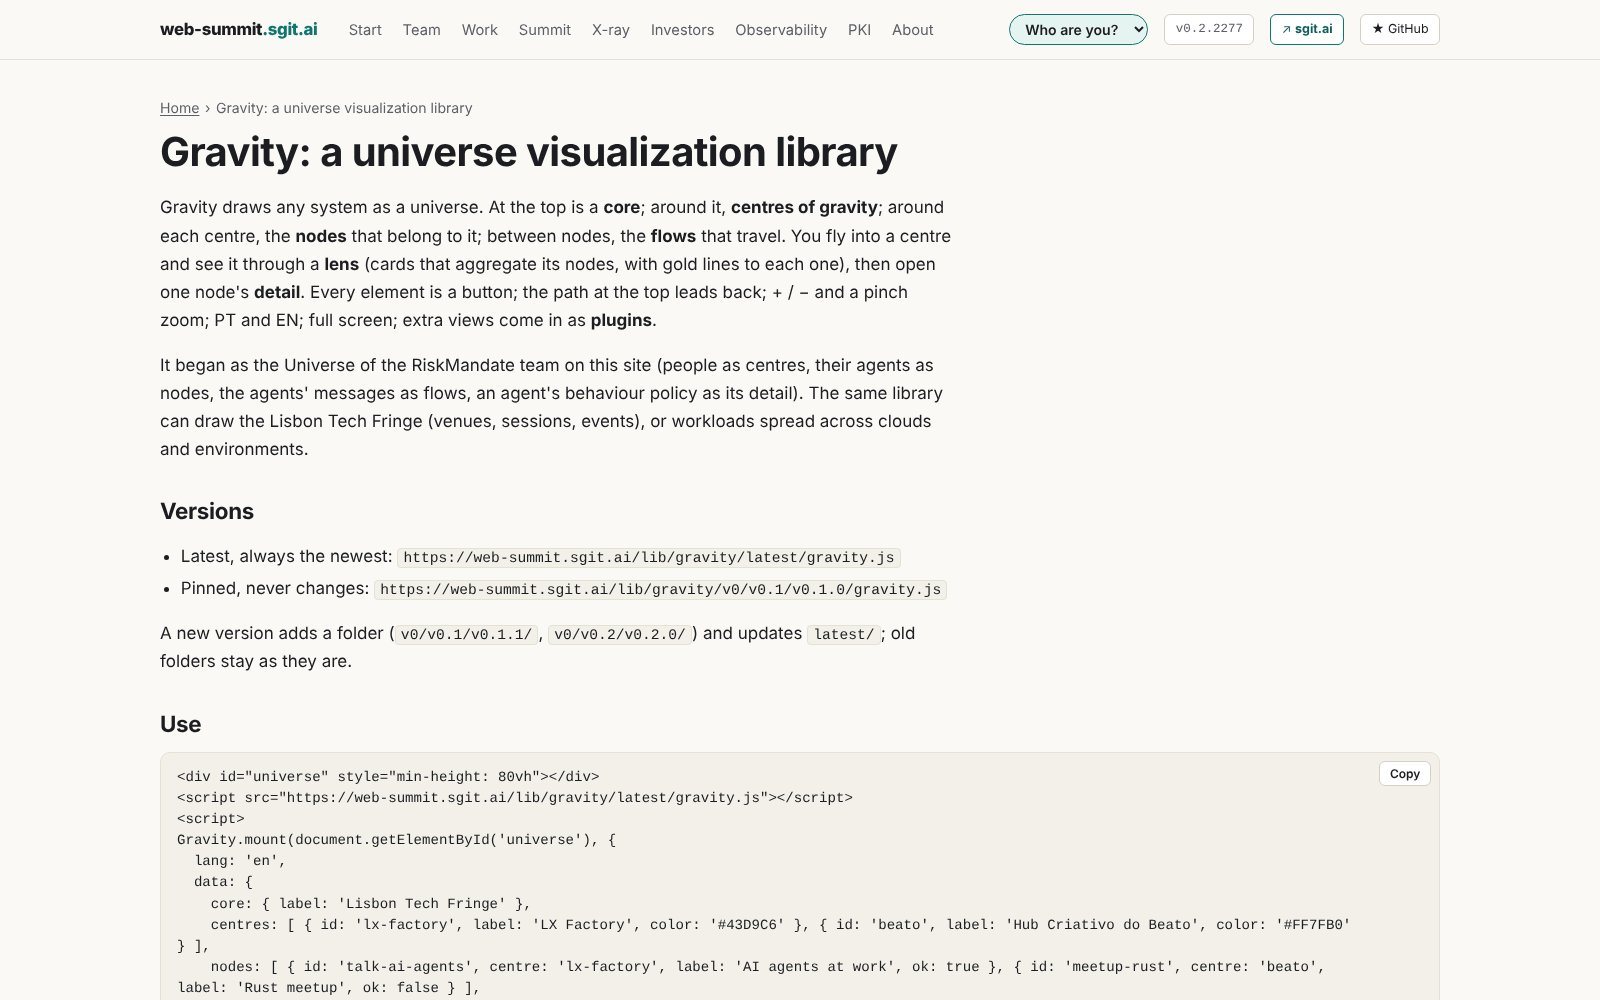 web-summit.sgit.ai
Start
Team
Work
Summit
X-ray
Investors
Observability
PKI
About
Who are you?
v0.2.2277
↗ sgit.ai
★ GitHub
Home › Gravity: a universe visualization library
Gravity: a universe visualization library
Gravity draws any system as a universe. At the top is a core; around it, centres of gravity; around
each centre, the nodes that belong to it; between nodes, the flows that travel. You fly into a centre
and see it through a lens (cards that aggregate its nodes, with gold lines to each one), then open
one node's detail. Every element is a button; the path at the top leads back; + / − and a pinch
zoom; PT and EN; full screen; extra views come in as plugins.
It began as the Universe of the RiskMandate team on this site (people as centres, their agents as
nodes, the agents' messages as flows, an agent's behaviour policy as its detail). The same library
can draw the Lisbon Tech Fringe (venues, sessions, events), or workloads spread across clouds
and environments.
Versions
• Latest, always the newest: https://web-summit.sgit.ai/lib/gravity/latest/gravity.js
• Pinned, never changes: https://web-summit.sgit.ai/lib/gravity/v0/v0.1/v0.1.0/gravity.js
A new version adds a folder (v0/v0.1/v0.1.1/, v0/v0.2/v0.2.0/) and updates latest/; old
folders stay as they are.
Use
Copy
<div id="universe" style="min-height: 80vh"></div>
<script src="https://web-summit.sgit.ai/lib/gravity/latest/gravity.js"></script>
<script>
Gravity.mount(document.getElementById('universe'), {
  lang: 'en',
  data: {
    core: { label: 'Lisbon Tech Fringe' },
    centres: [ { id: 'lx-factory', label: 'LX Factory', color: '#43D9C6' }, { id: 'beato', label: 'Hub Criativo do Beato', color: '#FF7FB0'
} ],
    nodes: [ { id: 'talk-ai-agents', centre: 'lx-factory', label: 'AI agents at work', ok: true }, { id: 'meetup-rust', centre: 'beato',
label: 'Rust meetup', ok: false } ],